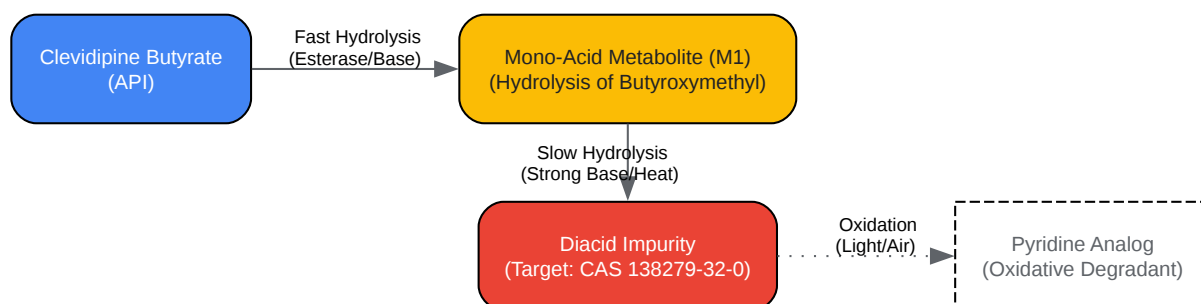 Clevidipine Butyrate
(API)
Fast Hydrolysis
(Esterase/Base)
Mono-Acid Metabolite (M1)
(Hydrolysis of Butyroxymethyl)
Slow Hydrolysis
(Strong Base/Heat)
Diacid Impurity
(Target: CAS 138279-32-0)
Oxidation
(Light/Air)
Pyridine Analog
(Oxidative Degradant)